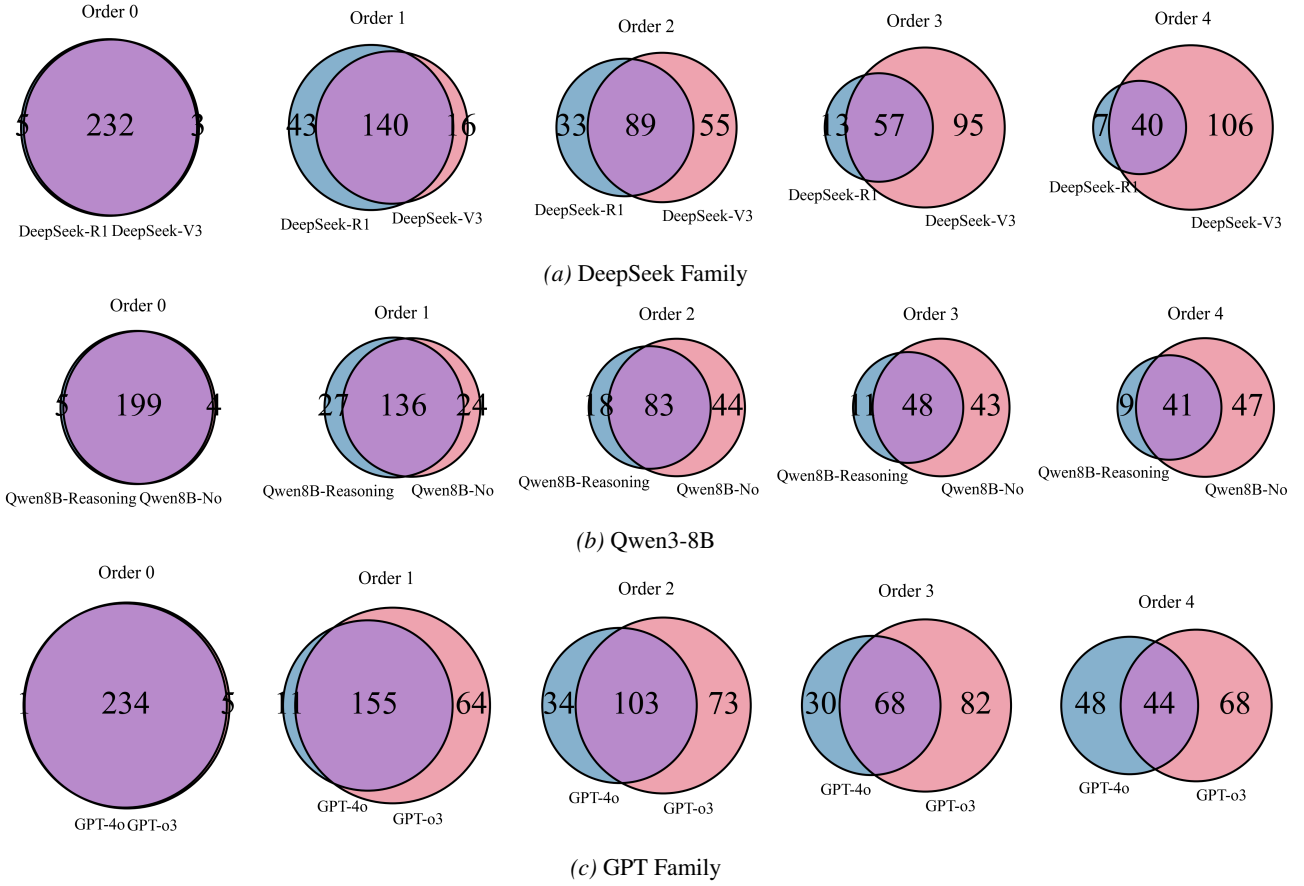 Order 0
Order 1
Order 2
Order 3
Order 4
5 232 3
43 140 16
33 89 55
13 57 95
7 40 106
DeepSeek-R1 DeepSeek-V3
DeepSeek-R1 DeepSeek-V3
DeepSeek-R1 DeepSeek-V3
DeepSeek-R1 DeepSeek-V3
DeepSeek-R1 DeepSeek-V3
(a) DeepSeek Family
Order 0
Order 1
Order 2
Order 3
Order 4
5 199 4
27 136 24
18 83 44
11 48 43
9 41 47
Qwen8B-Reasoning Qwen8B-No
Qwen8B-Reasoning Qwen8B-No
Qwen8B-Reasoning Qwen8B-No
Qwen8B-Reasoning Qwen8B-No
Qwen8B-Reasoning Qwen8B-No
(b) Qwen3-8B
Order 0
Order 1
Order 2
Order 3
Order 4
1 234 5
11 155 64
34 103 73
30 68 82
48 44 68
GPT-4o GPT-o3
GPT-4o GPT-o3
GPT-4o GPT-o3
GPT-4o GPT-o3
GPT-4o GPT-o3
(c) GPT Family